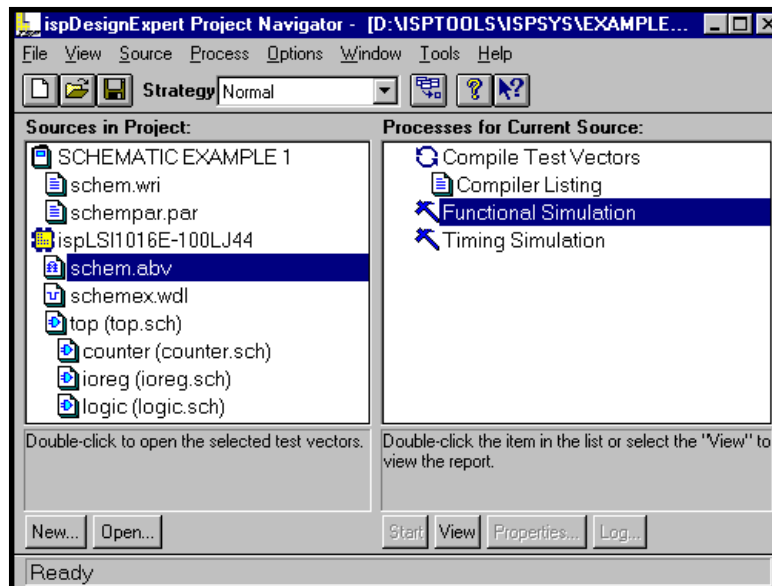 ispDesignExpert Project Navigator - [D:\ISPTOOLS\ISPSYS\EXAMPLE...
File View Source Process Options Window Tools Help
Strategy Normal
Sources in Project:
SCHEMATIC EXAMPLE 1
schem.wri
schempar.par
ispLSI1016E-100LJ44
schem.abv
schemex.wdl
top (top.sch)
counter (counter.sch)
ioreg (ioreg.sch)
logic (logic.sch)
Double-click to open the selected test vectors.
New... Open...
Processes for Current Source:
Compile Test Vectors
Compiler Listing
Functional Simulation
Timing Simulation
Double-click the item in the list or select the "View" to
view the report.
Start View Properties... Log...
Ready